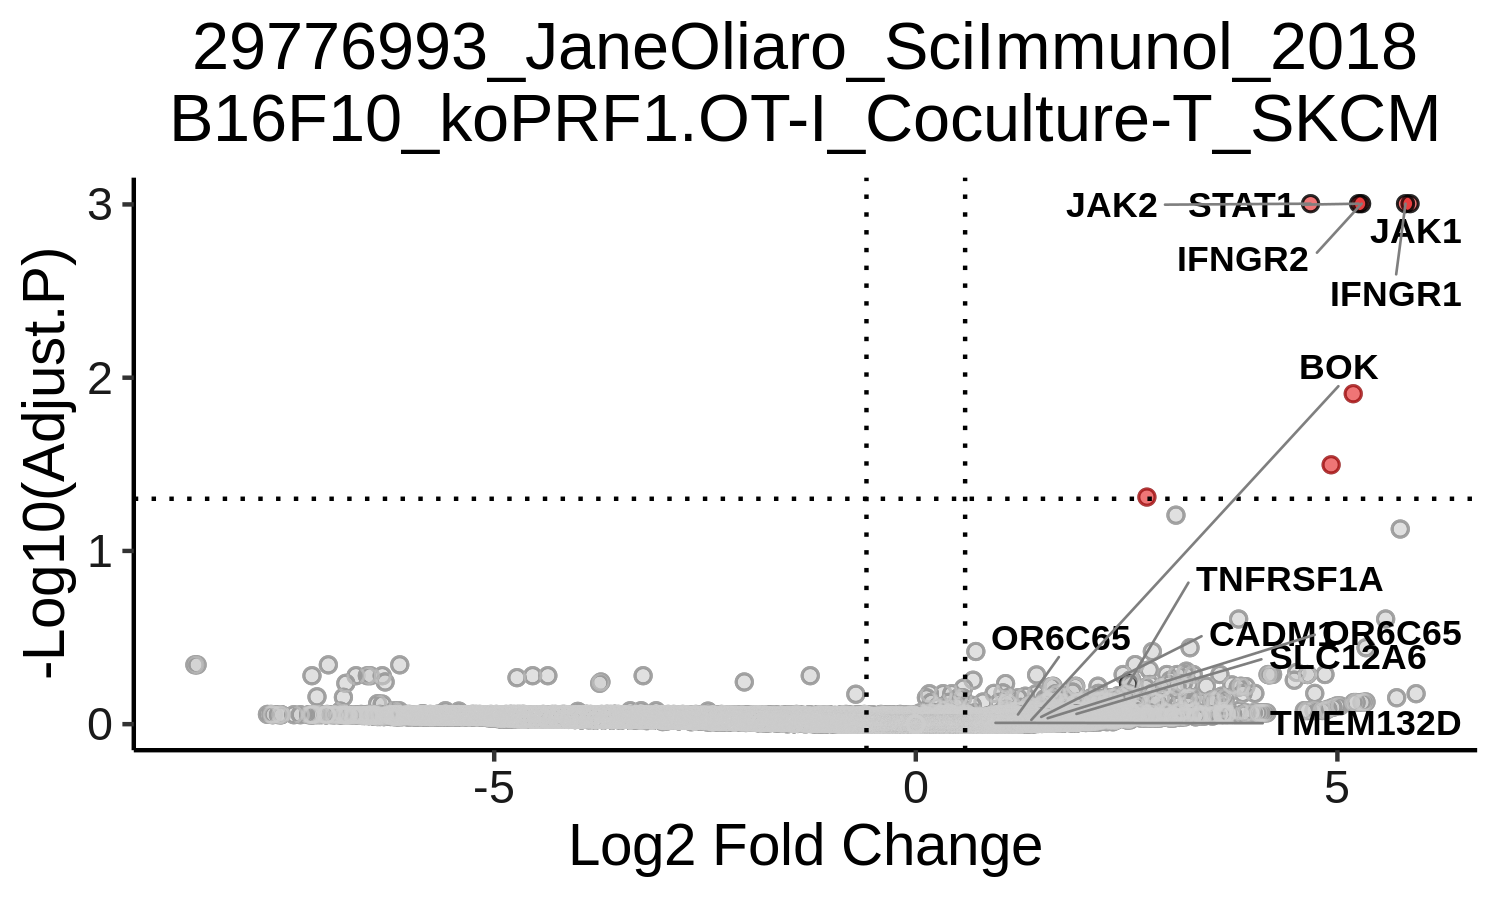 29776993_JaneOliaro_SciImmunol_2018
B16F10_koPRF1.OT-I_Coculture-T_SKCM
-Log10(Adjust.P)
3
2
1
0
JAK2
STAT1
JAK1
IFNGR2
IFNGR1
BOK
TNFRSF1A
OR6C65
CADM1
OR6C65
SLC12A6
TMEM132D
-5
0
5
Log2 Fold Change